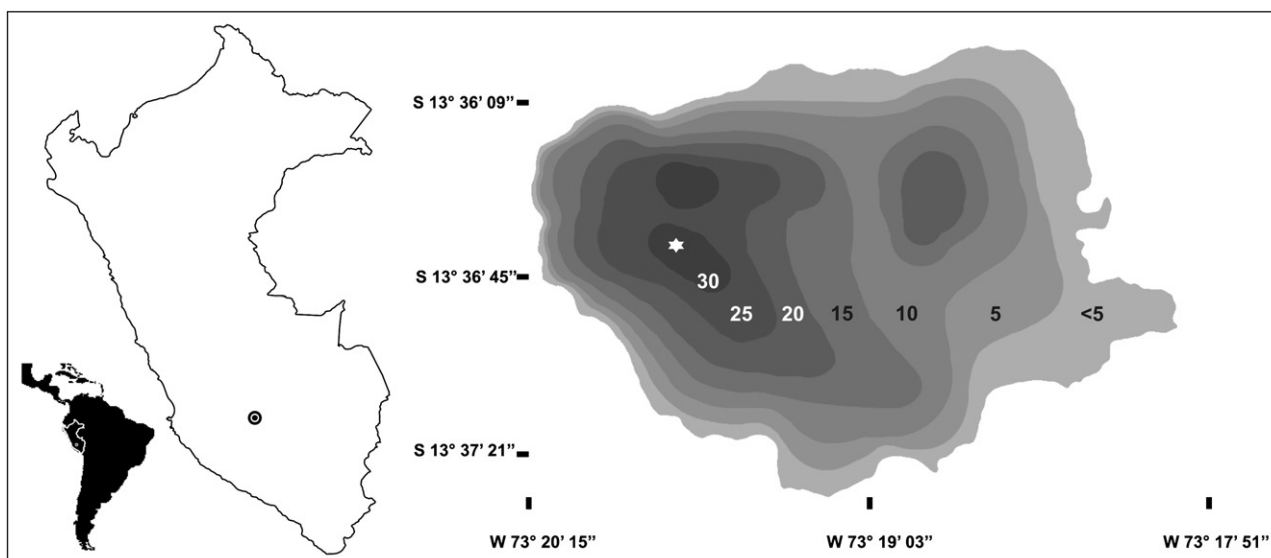 S 13° 36’ 09”
S 13° 36’ 45”
30
25 20 15 10 5 <5
S 13° 37’ 21”
W 73° 20’ 15” W 73° 19’ 03” W 73° 17’ 51”